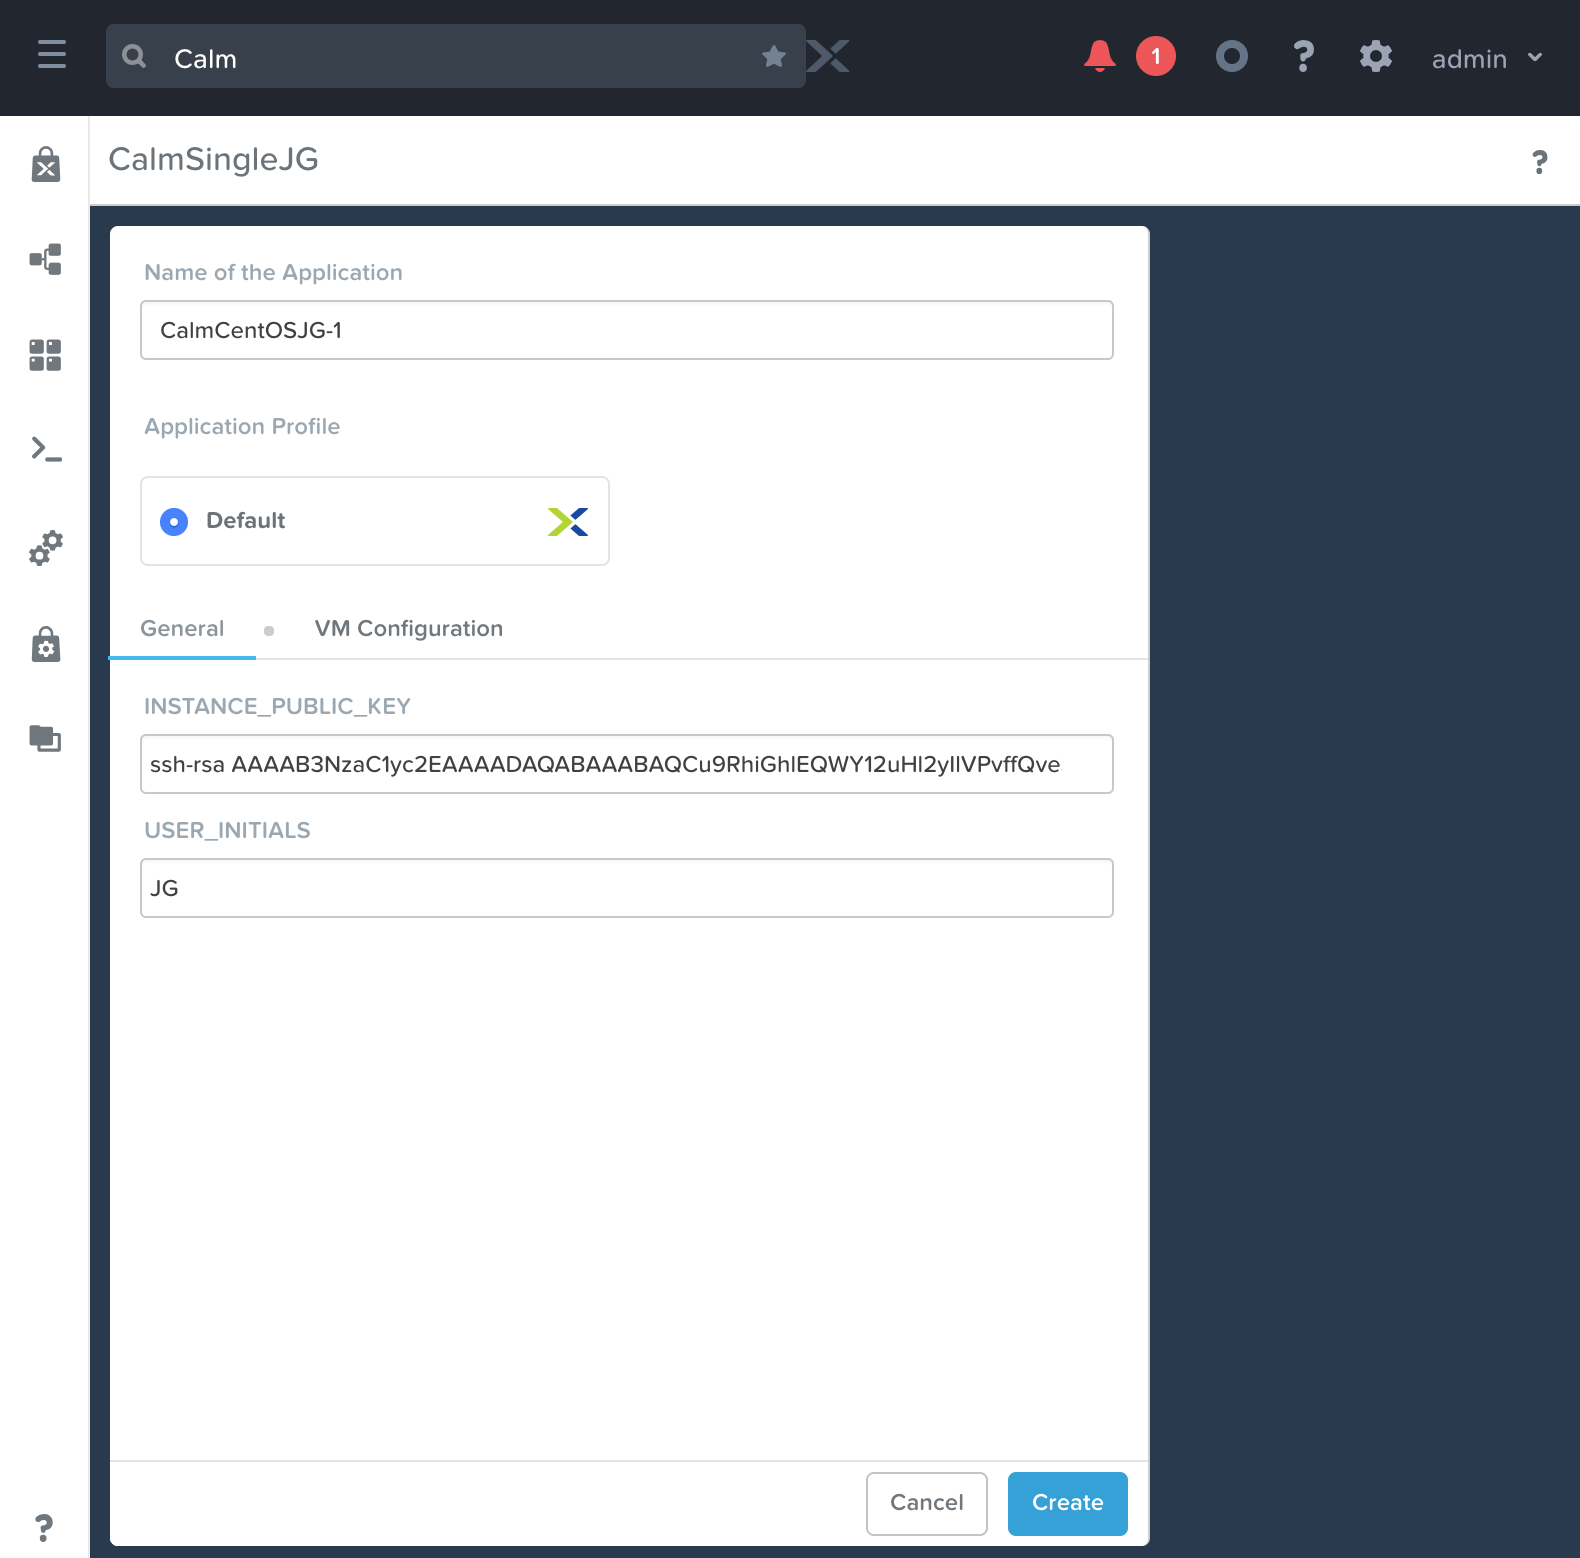 Calm
1
?
admin
CalmSingleJG
?
Name of the Application
CalmCentOSJG-1
Application Profile
Default
General
VM Configuration
INSTANCE_PUBLIC_KEY
ssh-rsa AAAAB3NzaC1yc2EAAAADAQABAAABAQCu9RhiGhIEQWY12uHI2yIIVPvffQve
USER_INITIALS
JG
Cancel
Create
?